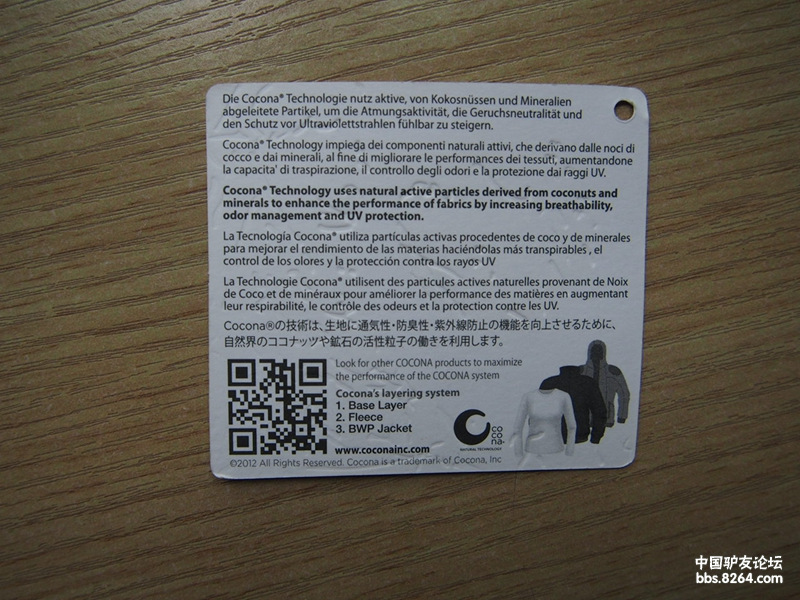 Die Cocona® Technologie nutz aktive, von Kokosnüssen und Mineralien
abgeleitete Partikel, um die Atmungsaktivität, die Geruchsneutralität und
den Schutz vor Ultraviolettstrahlen fühlbar zu steigern.
Cocona® Technology impiega dei componenti naturali attivi, che derivano dalle noci di
cocco e dai minerali, al fine di migliorare le performances dei tessuti, aumentandone
la capacita' di traspirazione, il controllo degli odori e la protezione dai raggi UV.
Cocona® Technology uses natural active particles derived from coconuts and
minerals to enhance the performance of fabrics by increasing breathability,
odor management and UV protection.
La Tecnología Cocona® utiliza partículas activas procedentes de coco y de minerales
para mejorar el rendimiento de las materias haciéndolas más transpirables , el
control de los olores y la protección contra los rayos UV
La Technologie Cocona® utilisent des particules actives naturelles provenant de Noix
de Coco et de minéraux pour améliorer la performance des matières en augmentant
leur respirabilité, le contrôle des odeurs et la protection contre les UV.
Cocona®の技術は、生地に通気性・防臭性・紫外線防止の機能を向上させるために、
自然界のココナッツや鉱石の活性粒子の働きを利用します。
Look for other COCONA products to maximize
the performance of the COCONA system
Cocona's layering system
1. Base Layer
2. Fleece
3. BWP Jacket
www.coconainc.com
co
co
na
NATURAL TECHNOLOGY
©2012 All Rights Reserved. Cocona is a trademark of Cocona, Inc
中国驴友论坛
bbs.8264.com